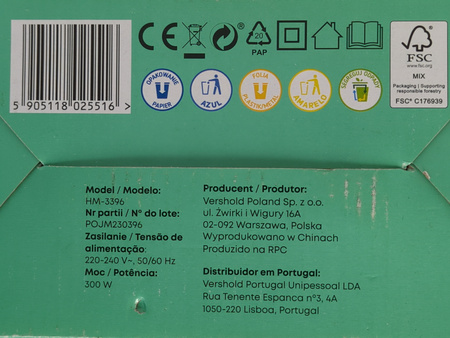 CE
20
PAP
FSC
www.fsc.org
MIX
Packaging | Supporting
responsible forestry
FSC® C176939
OPAKOWANIE
PAPIER
AZUL
FOLIA
PLASTIK/METAL
AMARELO
SEGREGUJ ODPADY
5 905118 025516 >
Model / Modelo:
HM-3396
Nr partii / N° do lote:
POJM230396
Zasilanie / Tensão de
alimentação:
220-240 V~, 50/60 Hz
Moc / Potência:
300 W
Producent / Produtor:
Vershold Poland Sp. z o.o.
ul. Żwirki i Wigury 16A
02-092 Warszawa, Polska
Wyprodukowano w Chinach
Produzido na RPC
Distribuidor em Portugal:
Vershold Portugal Unipessoal LDA
Rua Tenente Espanca nº3, 4A
1050-220 Lisboa, Portugal